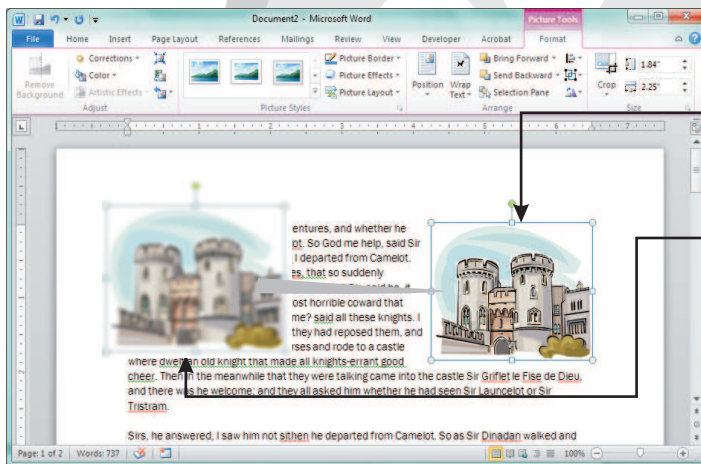 Document2 - Microsoft Word
Picture Tools
File Home Insert Page Layout References Mailings Review View Developer Acrobat Format
Remove Background
Corrections
Color
Artistic Effects
Adjust
Picture Styles
Picture Border
Picture Effects
Picture Layout
Position
Wrap Text
Bring Forward
Send Backward
Selection Pane
Arrange
Crop
1.84"
2.25"
Size
entures, and whether he
ot. So God me help, said Sir
I departed from Camelot.
es, that so suddenly
ost horrible coward that
me? said all these knights. I
they had reposed them, and
rses and rode to a castle
where dwelt an old knight that made all knights-errant good
cheer. Then in the meanwhile that they were talking came into the castle Sir Griflet le Fise de Dieu,
and there was he welcome; and they all asked him whether he had seen Sir Launcelot or Sir
Tristram.
Sirs, he answered, I saw him not sithen he departed from Camelot. So as Sir Dinadan walked and
Page: 1 of 2 Words: 737 100%